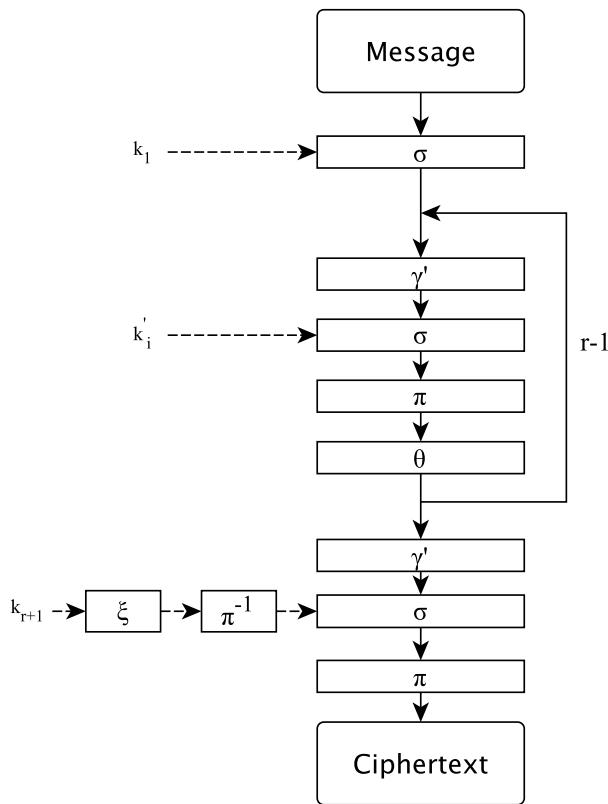 Message
k₁
σ
γ'
k'ᵢ
σ
π
θ
r-1
γ'
kᵣ₊₁
ξ
π⁻¹
σ
π
Ciphertext